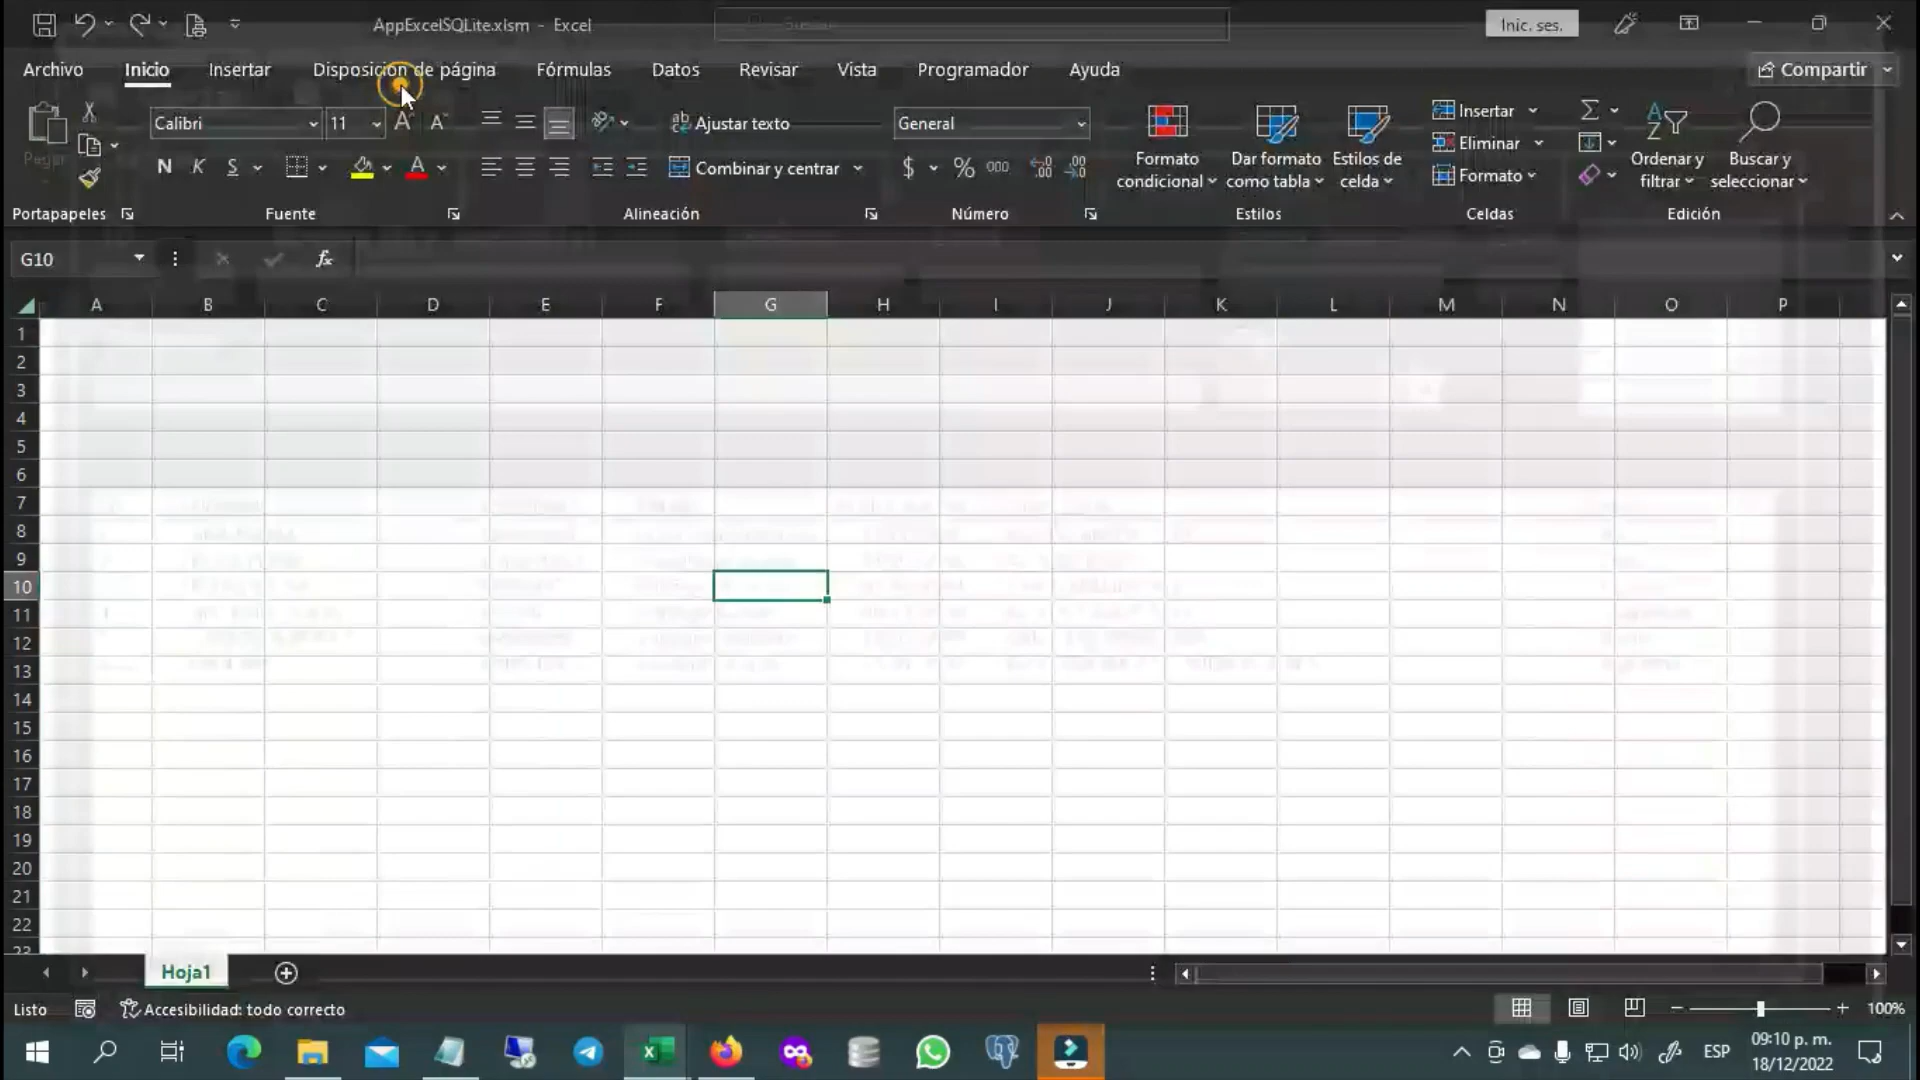 AppExcelSQLite.xlsm - Excel
Inic. ses.
Archivo
Inicio
Insertar
Disposición de página
Fórmulas
Datos
Revisar
Vista
Programador
Ayuda
Compartir
Pegar
Calibri
11
N K S
Ajustar texto
Combinar y centrar
General
$ % 000
Formato condicional
Dar formato como tabla
Estilos de celda
Insertar
Eliminar
Formato
Ordenar y filtrar
Buscar y seleccionar
Portapapeles
Fuente
Alineación
Número
Estilos
Celdas
Edición
G10
fx
A B C D E F G H I J K L M N O P
1
2
3
4
5
6
7
8
9
10
11
12
13
14
15
16
17
18
19
20
21
22
23
Hoja1
Listo
Accesibilidad: todo correcto
100%
ESP
09:10 p. m.
18/12/2022